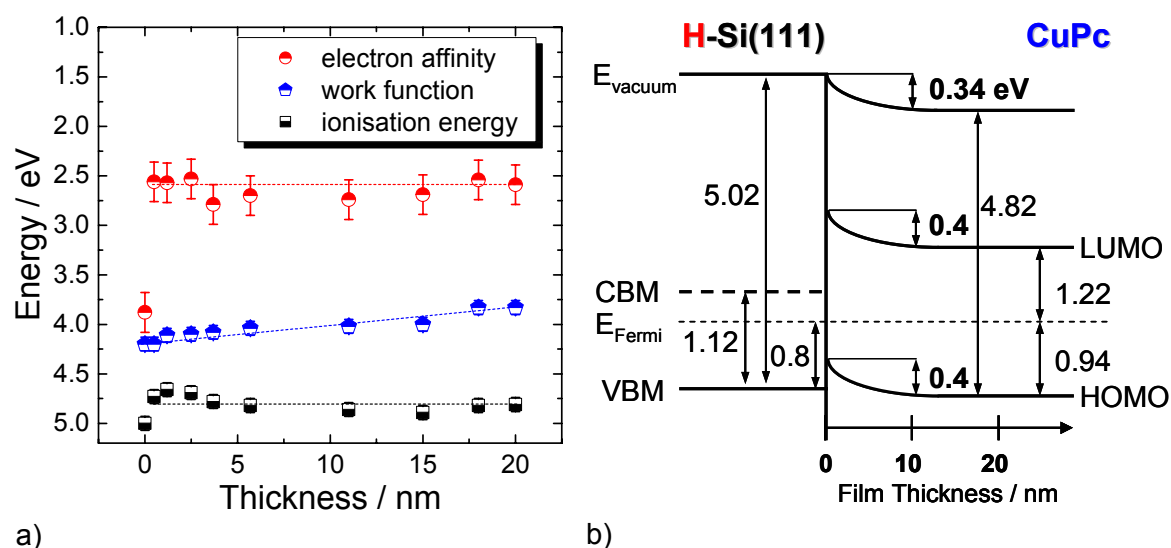 1.0
1.5
2.0
2.5
3.0
3.5
4.0
4.5
5.0
Energy / eV
electron affinity
work function
ionisation energy
0
5
10
15
20
Thickness / nm
a)
H-Si(111)
CuPc
Evacuum
0.34 eV
5.02
4.82
0.4
LUMO
CBM
1.22
EFermi
1.12
0.8
0.94
0.4
VBM
HOMO
0
10
20
Film Thickness / nm
b)